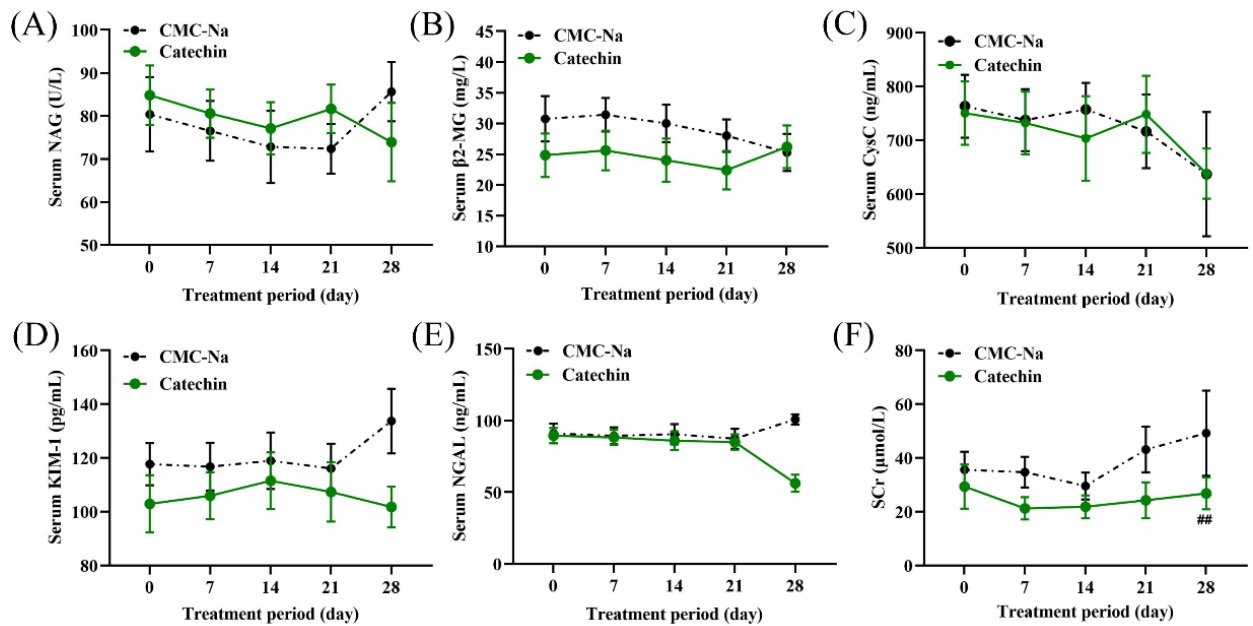 (A)
CMC-Na
Catechin
Serum NAG (U/L)
100
90
80
70
60
50
0 7 14 21 28
Treatment period (day)
(B)
CMC-Na
Catechin
Serum β2-MG (mg/L)
45
40
35
30
25
20
15
10
0 7 14 21 28
Treatment period (day)
(C)
CMC-Na
Catechin
Serum CysC (ng/mL)
900
800
700
600
500
0 7 14 21 28
Treatment period (day)
(D)
CMC-Na
Catechin
Serum KIM-1 (pg/mL)
160
140
120
100
80
0 7 14 21 28
Treatment period (day)
(E)
CMC-Na
Catechin
Serum NGAL (ng/mL)
150
100
50
0
0 7 14 21 28
Treatment period (day)
(F)
CMC-Na
Catechin
SCr (μmol/L)
80
60
40
20
0
##
0 7 14 21 28
Treatment period (day)